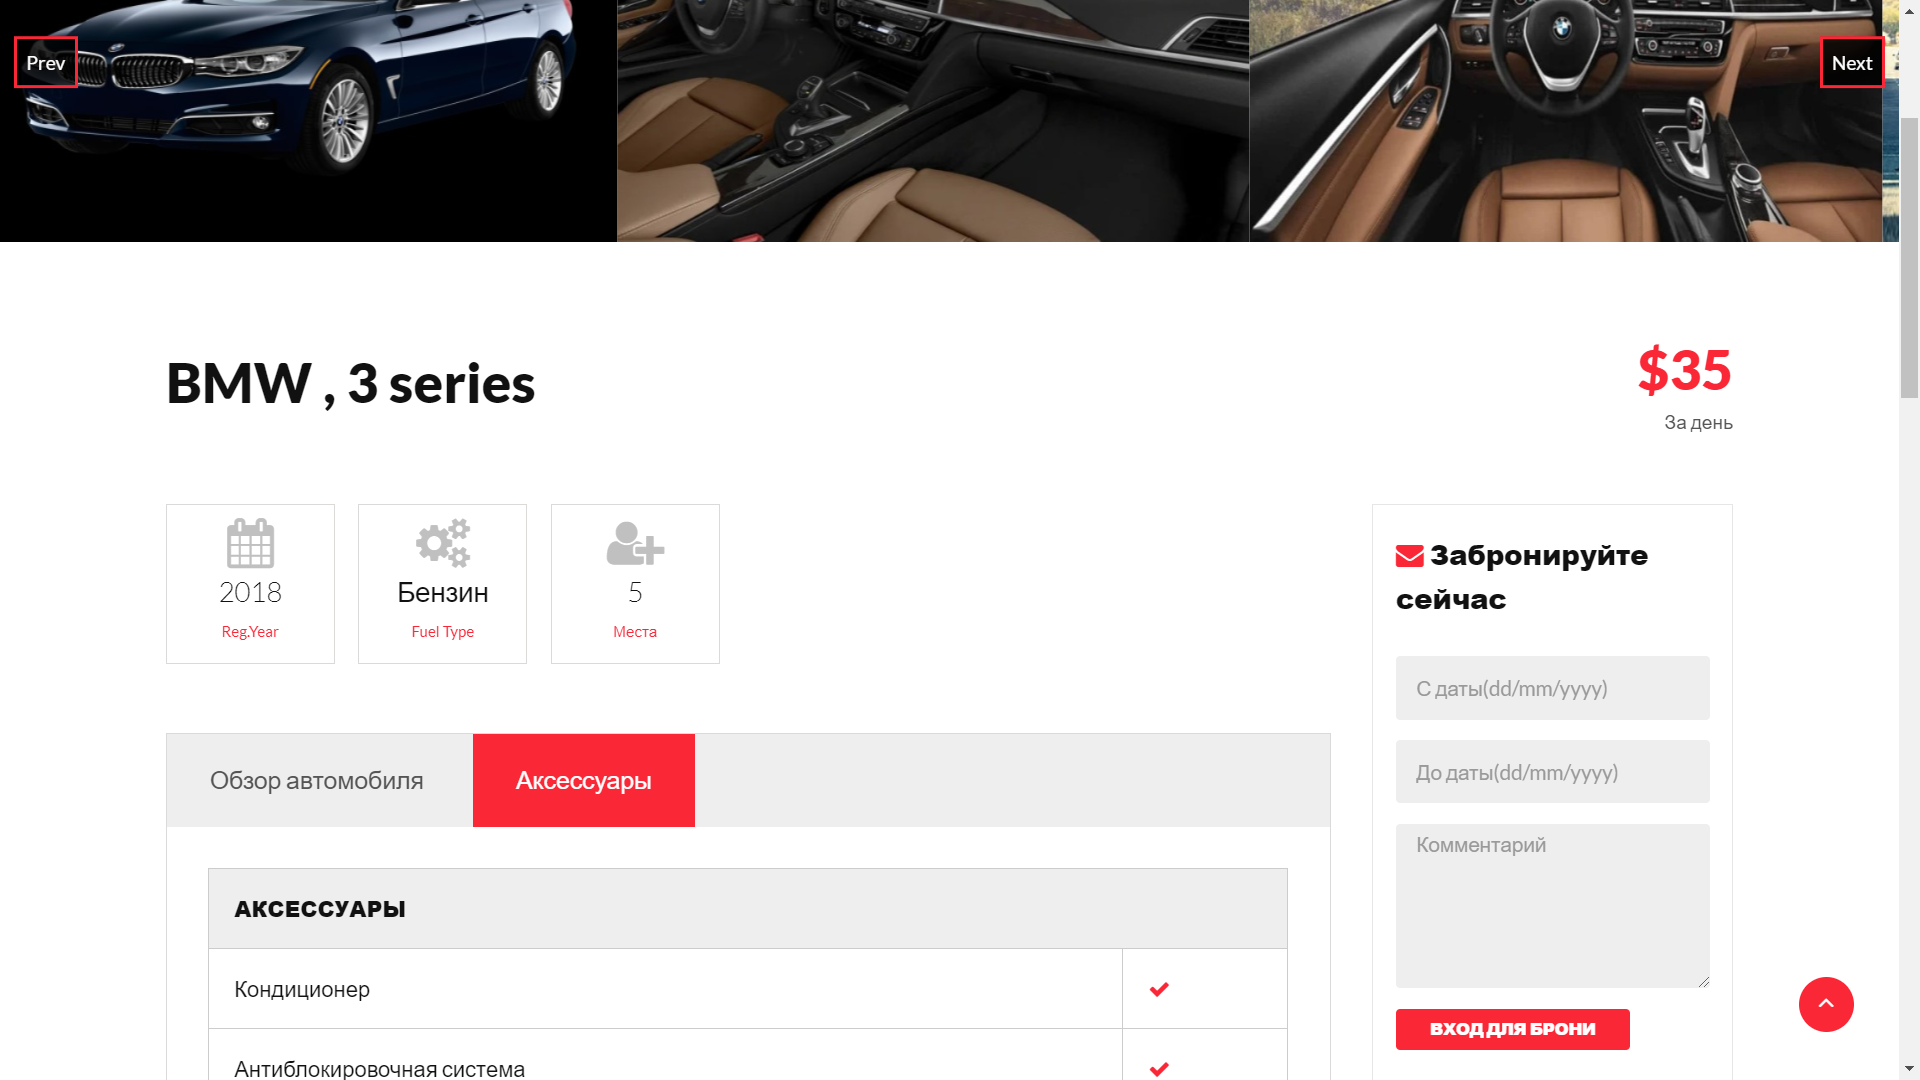 Prev
Next
BMW , 3 series
$35
За день
2018
Reg.Year
Бензин
Fuel Type
5
Места
Обзор автомобиля
Аксессуары
АКСЕССУАРЫ
Кондиционер
Антиблокировочная система
Забронируйте
сейчас
С даты(dd/mm/yyyy)
До даты(dd/mm/yyyy)
Комментарий
ВХОД ДЛЯ БРОНИ